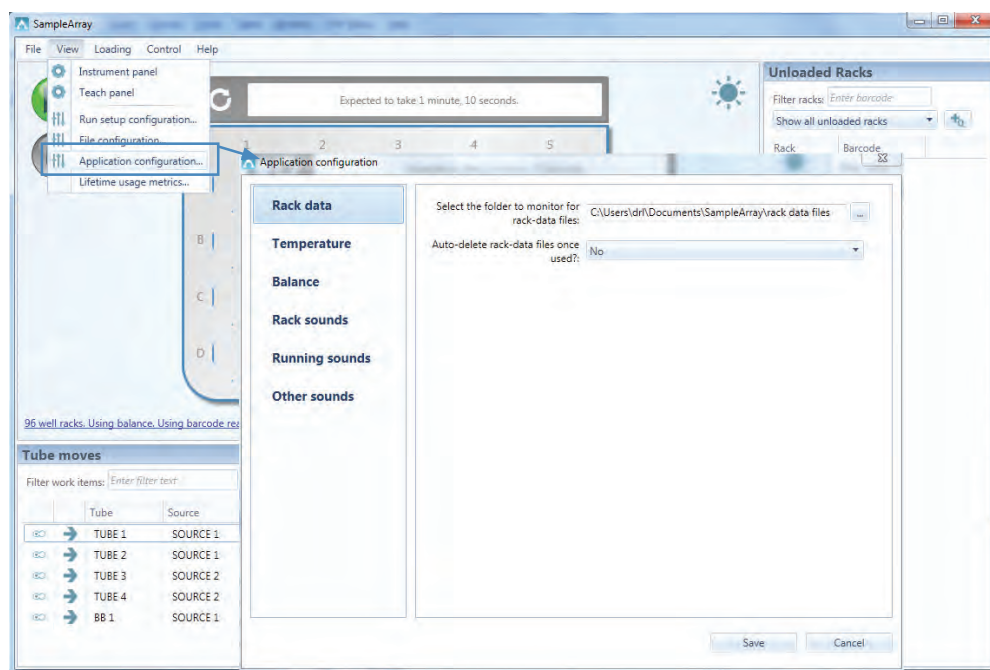 SampleArray
File View Loading Control Help
Instrument panel
Teach panel
Run setup configuration...
File configuration...
Application configuration...
Lifetime usage metrics...
Expected to take 1 minute, 10 seconds.
1 2 3 4 5
B
C
D
Unloaded Racks
Filter racks: Enter barcode
Show all unloaded racks
Rack Barcode
Application configuration
Rack data
Temperature
Balance
Rack sounds
Running sounds
Other sounds
Select the folder to monitor for
rack-data files:
C:\Users\drl\Documents\SampleArray\rack data files
...
Auto-delete rack-data files once
used?:
No
Save Cancel
96 well racks. Using balance. Using barcode rea
Tube moves
Filter work items: Enter filter text
Tube Source
TUBE 1 SOURCE 1
TUBE 2 SOURCE 1
TUBE 3 SOURCE 2
TUBE 4 SOURCE 2
BB 1 SOURCE 1